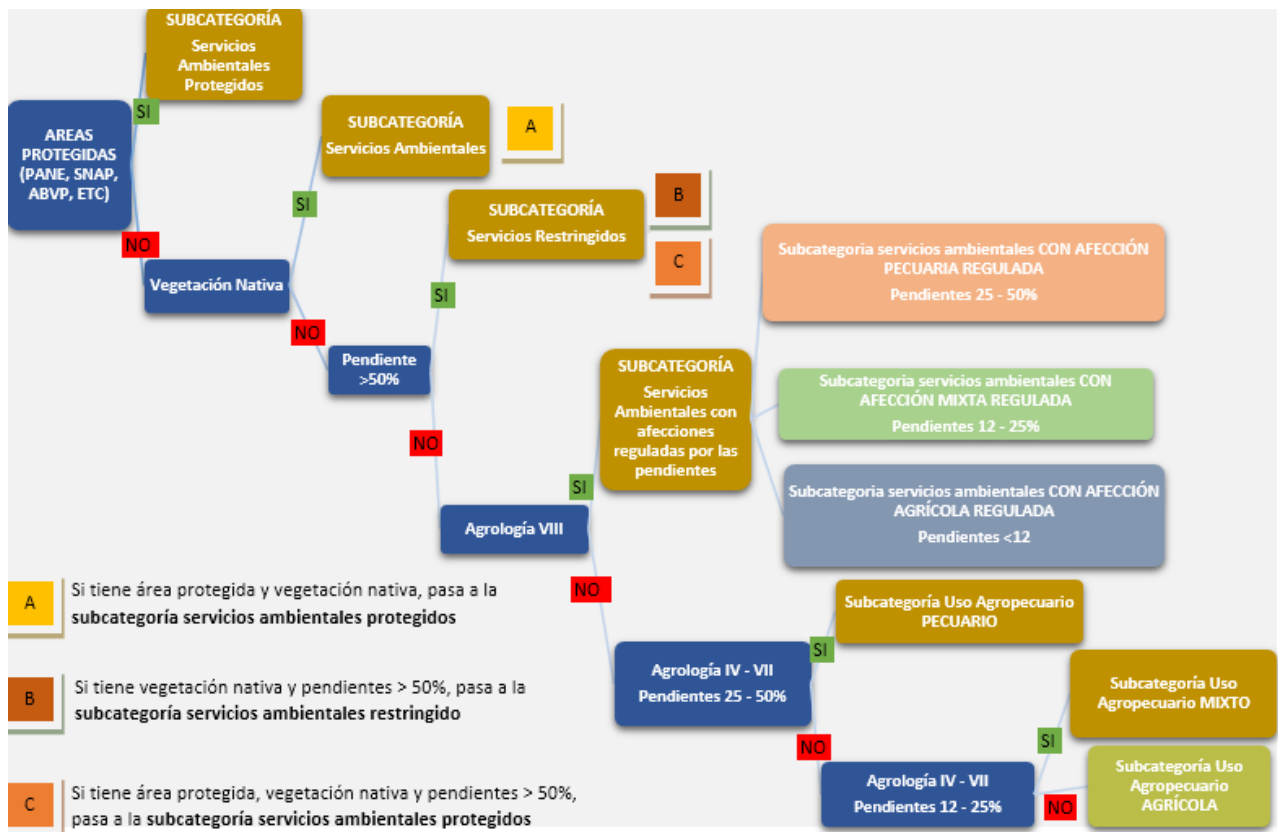 SUBCATEGORÍA
Servicios
Ambientales
Protegidos
SI
AREAS
PROTEGIDAS
(PANE, SNAP,
ABVP, ETC)
NO
SUBCATEGORÍA
Servicios Ambientales
A
SI
Vegetación Nativa
NO
SUBCATEGORÍA
Servicios Restringidos
B
C
SI
Pendiente
>50%
NO
Subcategoria servicios ambientales CON AFECCIÓN
PECUARIA REGULADA
Pendientes 25 - 50%
SUBCATEGORÍA
Servicios
Ambientales con
afecciones
reguladas por las
pendientes
Subcategoria servicios ambientales CON
AFECCIÓN MIXTA REGULADA
Pendientes 12 - 25%
Subcategoria servicios ambientales CON AFECCIÓN
AGRÍCOLA REGULADA
Pendientes <12
SI
Agrología VIII
NO
Subcategoría Uso Agropecuario
PECUARIO
SI
Agrología IV - VII
Pendientes 25 - 50%
NO
Subcategoría Uso
Agropecuario MIXTO
SI
Agrología IV - VII
Pendientes 12 - 25%
NO
Subcategoría Uso
Agropecuario
AGRÍCOLA
A
Si tiene área protegida y vegetación nativa, pasa a la
subcategoría servicios ambientales protegidos
B
Si tiene vegetación nativa y pendientes > 50%, pasa a la
subcategoría servicios ambientales restringido
C
Si tiene área protegida, vegetación nativa y pendientes > 50%,
pasa a la subcategoría servicios ambientales protegidos